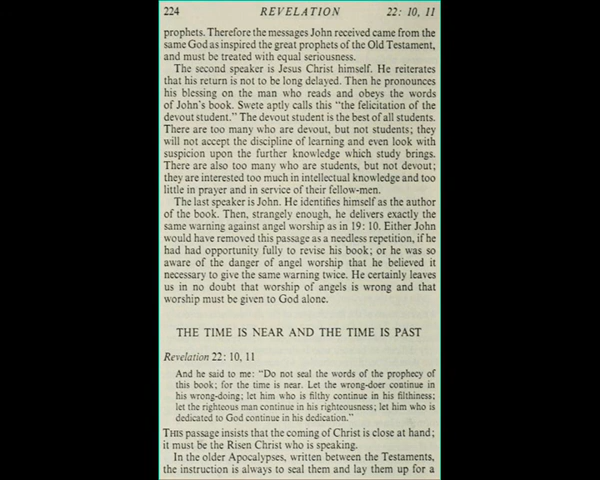 224 REVELATION 22: 10, 11
prophets. Therefore the messages John received came from the
same God as inspired the great prophets of the Old Testament,
and must be treated with equal seriousness.
The second speaker is Jesus Christ himself. He reiterates
that his return is not to be long delayed. Then he pronounces
his blessing on the man who reads and obeys the words
of John's book. Swete aptly calls this "the felicitation of the
devout student." The devout student is the best of all students.
There are too many who are devout, but not students; they
will not accept the discipline of learning and even look with
suspicion upon the further knowledge which study brings.
There are also too many who are students, but not devout;
they are interested too much in intellectual knowledge and too
little in prayer and in service of their fellow-men.
The last speaker is John. He identifies himself as the author
of the book. Then, strangely enough, he delivers exactly the
same warning against angel worship as in 19: 10. Either John
would have removed this passage as a needless repetition, if he
had had opportunity fully to revise his book; or he was so
aware of the danger of angel worship that he believed it
necessary to give the same warning twice. He certainly leaves
us in no doubt that worship of angels is wrong and that
worship must be given to God alone.
THE TIME IS NEAR AND THE TIME IS PAST
Revelation 22: 10, 11
And he said to me: "Do not seal the words of the prophecy of
this book; for the time is near. Let the wrong-doer continue in
his wrong-doing; let him who is filthy continue in his filthiness;
let the righteous man continue in his righteousness; let him who is
dedicated to God continue in his dedication."
THIS passage insists that the coming of Christ is close at hand;
it must be the Risen Christ who is speaking.
In the older Apocalypses, written between the Testaments,
the instruction is always to seal them and lay them up for a